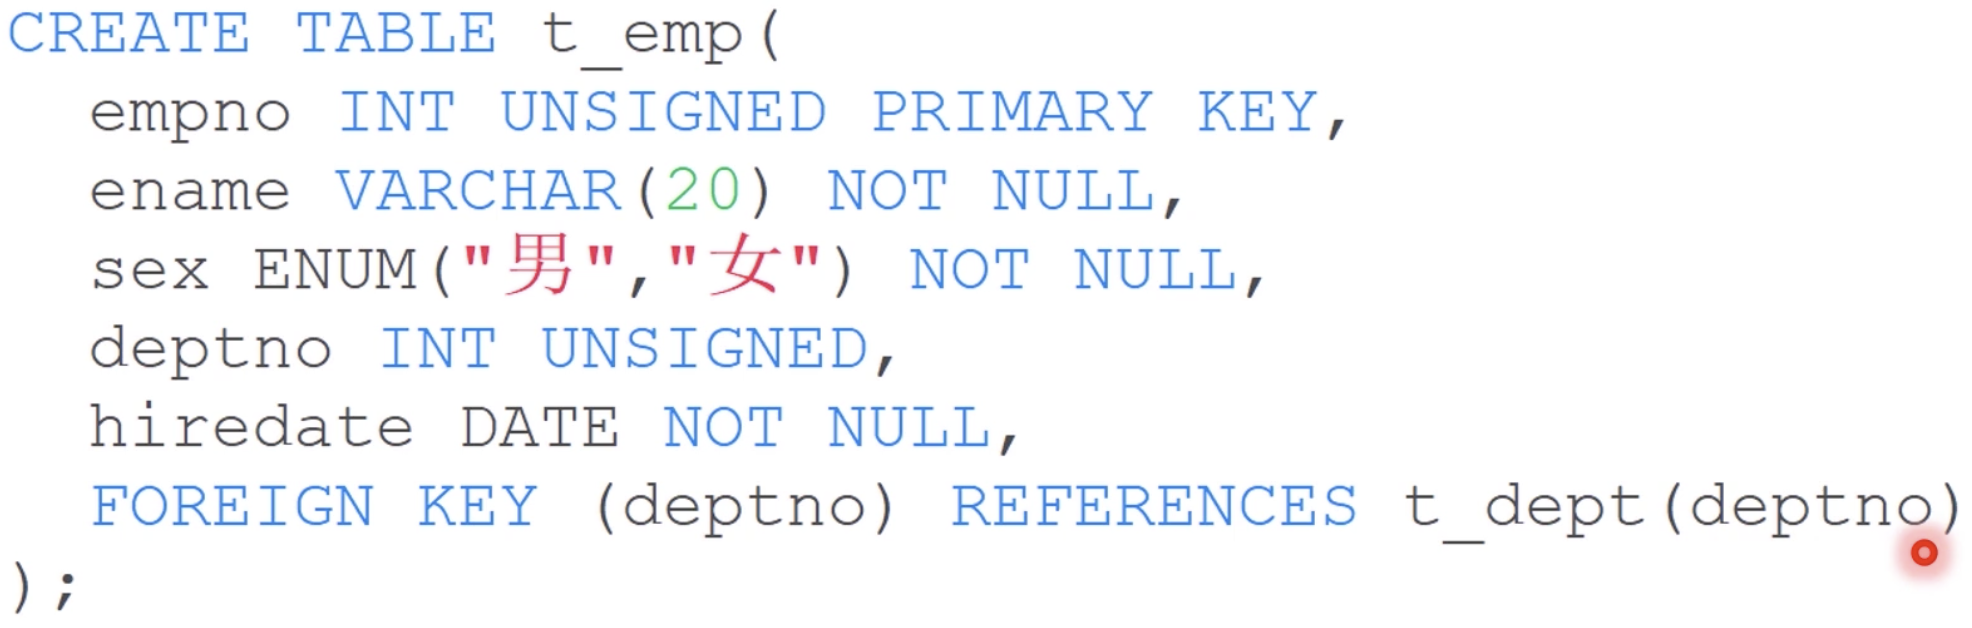 CREATE TABLE t_emp(
  empno INT UNSIGNED PRIMARY KEY,
  ename VARCHAR(20) NOT NULL,
  sex ENUM("男","女") NOT NULL,
  deptno INT UNSIGNED,
  hiredate DATE NOT NULL,
  FOREIGN KEY (deptno) REFERENCES t_dept(deptno)
);